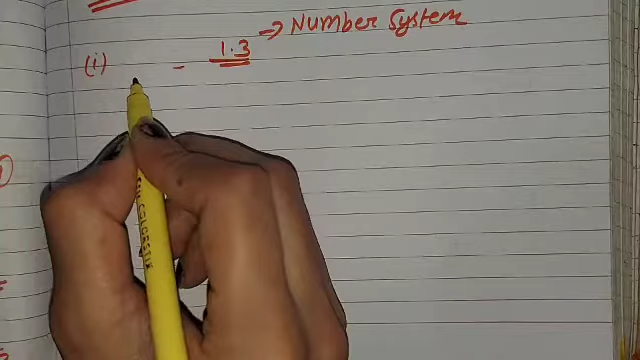 (i) - 1.3 => Number System